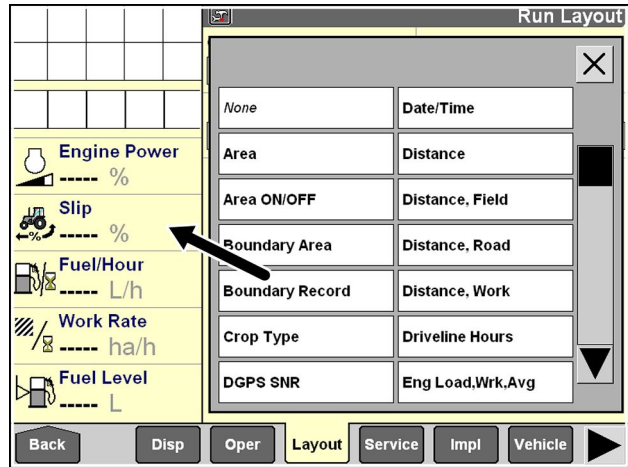 Run Layout
Engine Power
----- %
Slip
----- %
Fuel/Hour
----- L/h
Work Rate
----- ha/h
Fuel Level
----- L
None
Date/Time
Area
Distance
Area ON/OFF
Distance, Field
Boundary Area
Distance, Road
Boundary Record
Distance, Work
Crop Type
Driveline Hours
DGPS SNR
Eng Load,Wrk,Avg
Back
Disp
Oper
Layout
Service
Impl
Vehicle